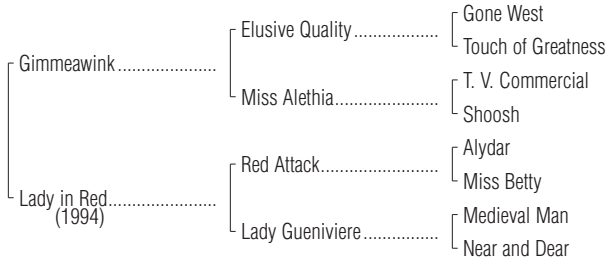 Gone West
Elusive Quality..................
Touch of Greatness
Gimmeawink.....................
T. V. Commercial
Miss Alethia......................
Shoosh
Alydar
Red Attack.........................
Miss Betty
Lady in Red.......................
(1994)
Medieval Man
Lady Gueniviere................
Near and Dear